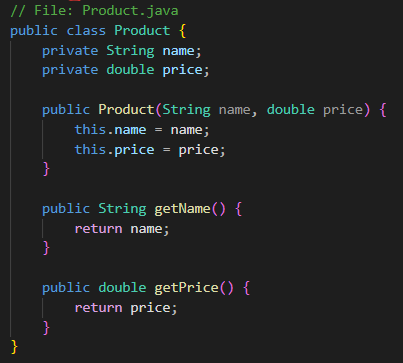 // File: Product.java
public class Product {
    private String name;
    private double price;

    public Product(String name, double price) {
        this.name = name;
        this.price = price;
    }

    public String getName() {
        return name;
    }

    public double getPrice() {
        return price;
    }
}